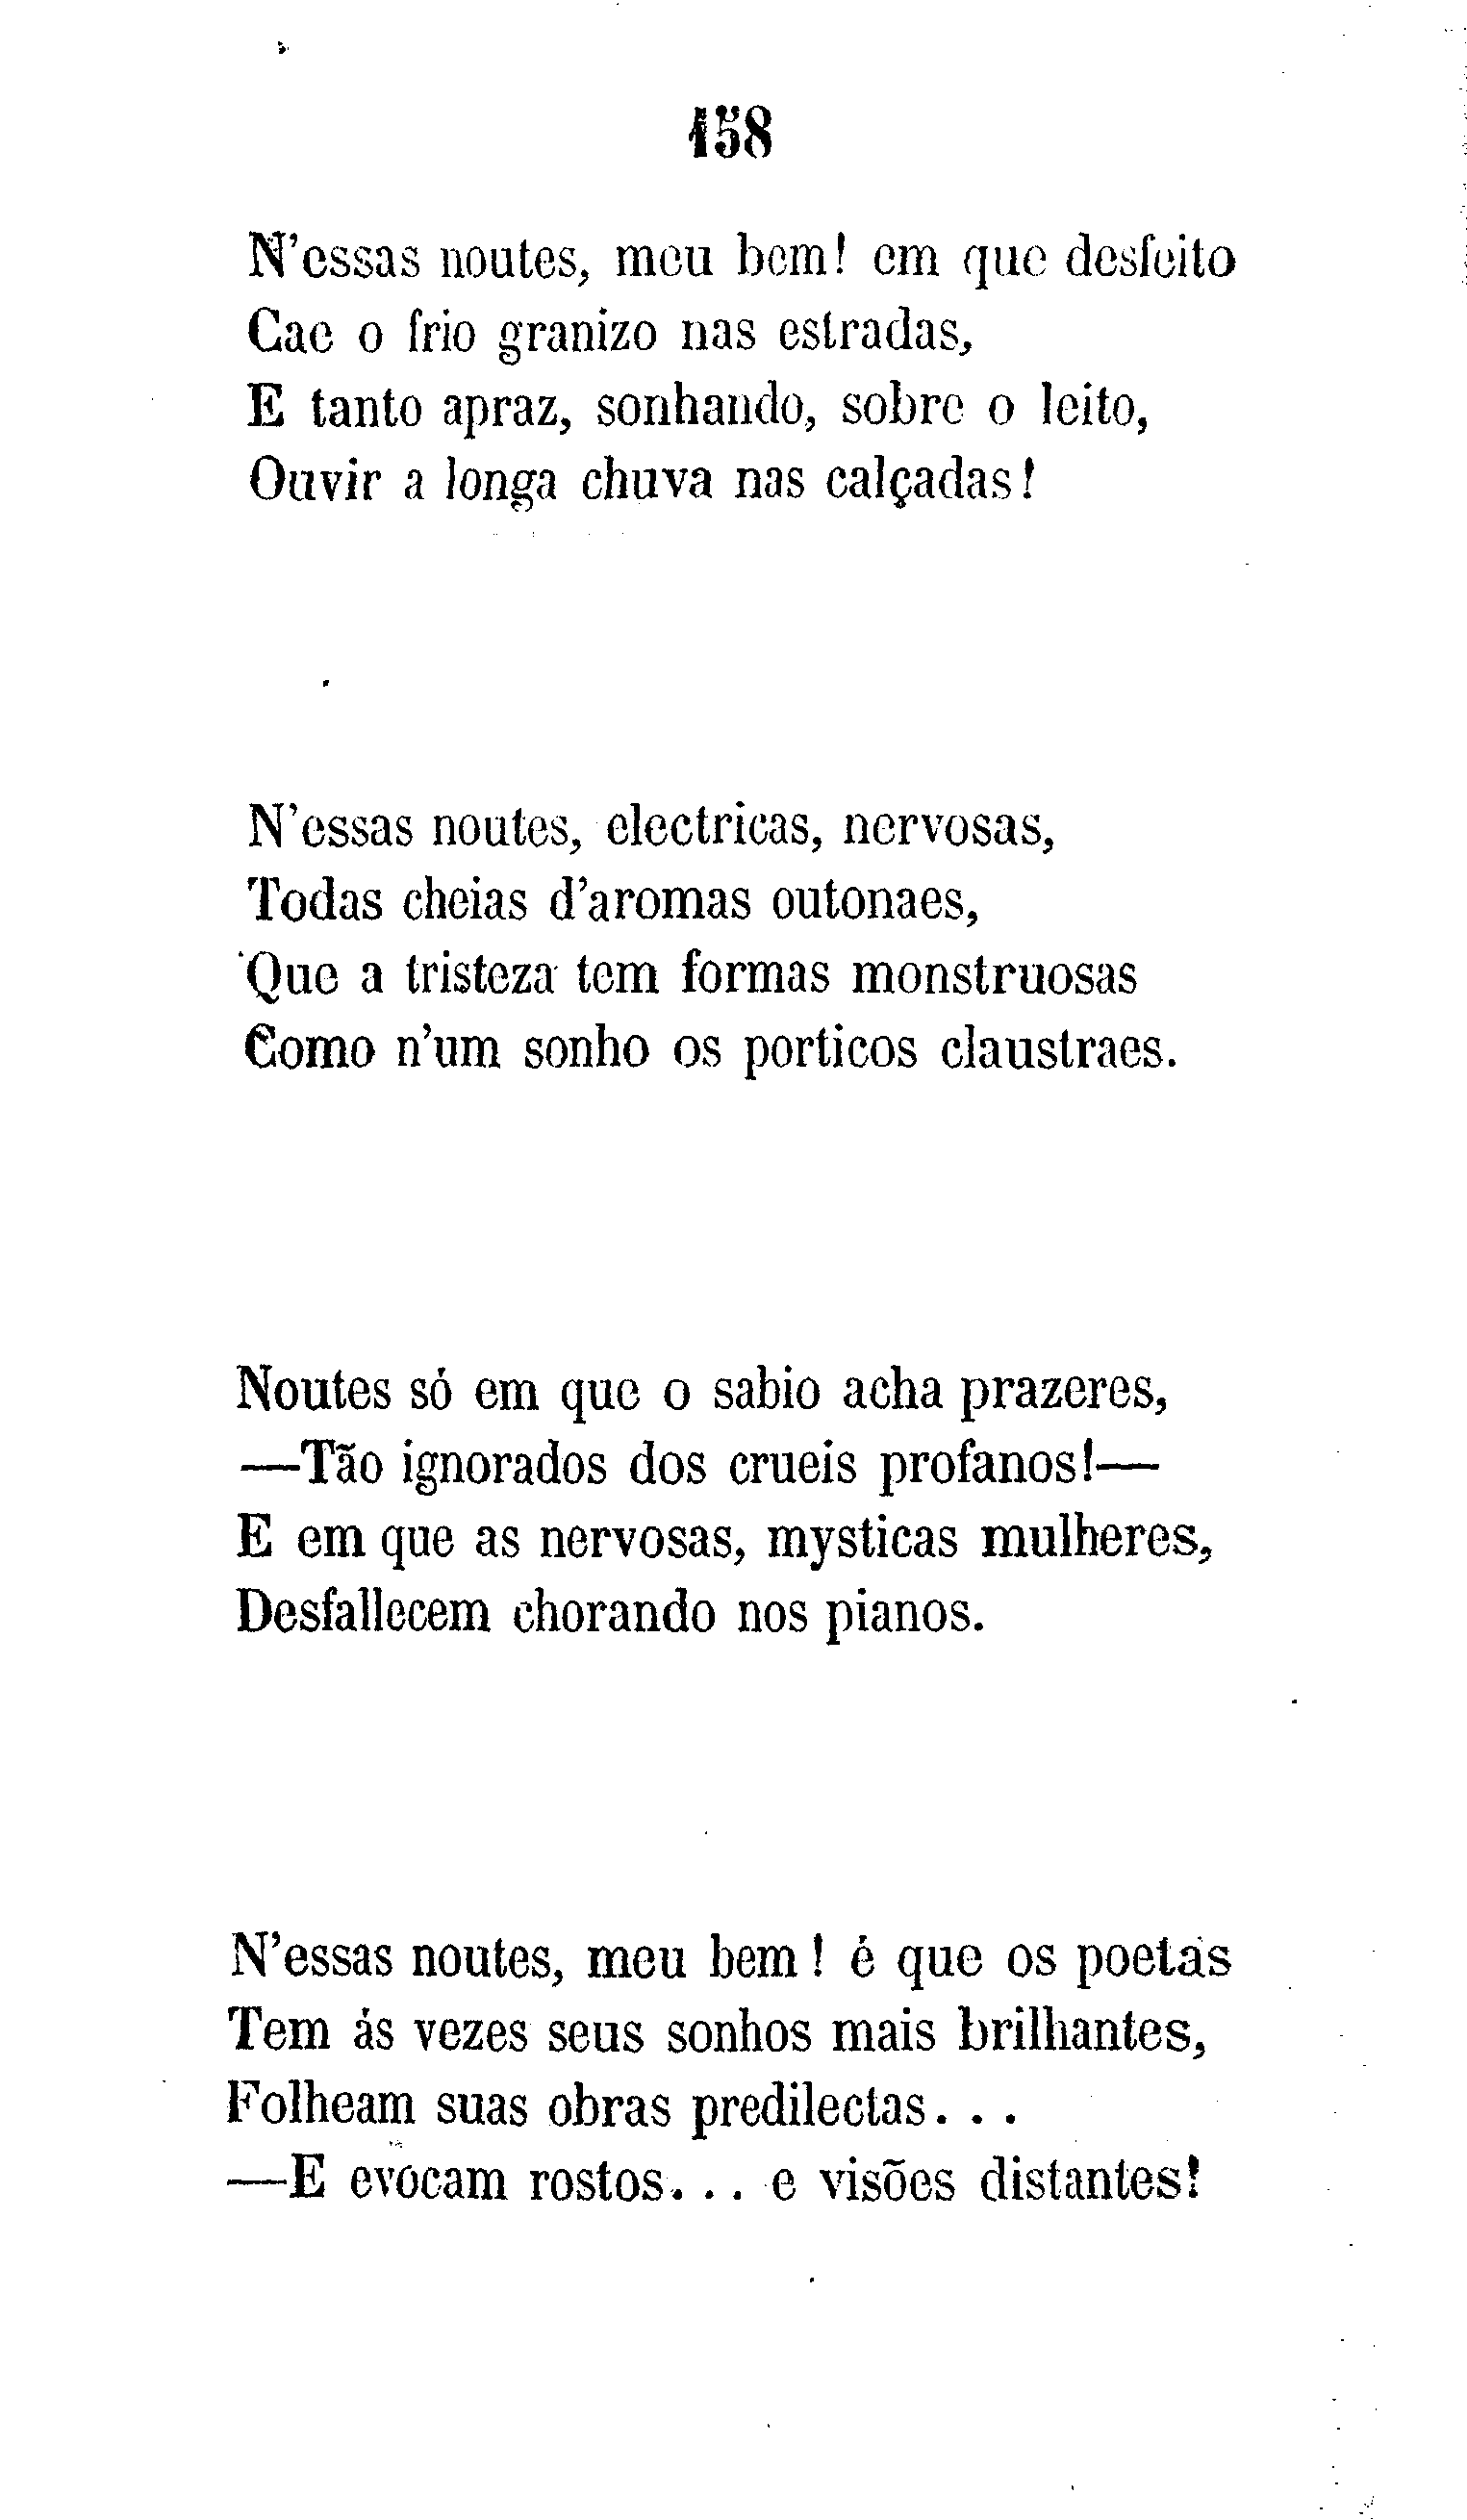 158
N'essas noutes, meu bem! em que desfeito
Cae o frio granizo nas estradas,
E tanto apraz, sonhando, sobre o leito,
Ouvir a longa chuva nas calçadas!
N'essas noutes, electricas, nervosas,
Todas cheias d'aromas outonaes,
Que a tristeza tem formas monstruosas
Como n'um sonho os porticos claustraes.
Noutes só em que o sabio acha prazeres,
—Tão ignorados dos crueis profanos!—
E em que as nervosas, mysticas mulheres,
Desfallecem chorando nos pianos.
N'essas noutes, meu bem! é que os poetas
Tem ás vezes seus sonhos mais brilhantes,
Folheam suas obras predilectas...
—E evocam rostos... e visões distantes!